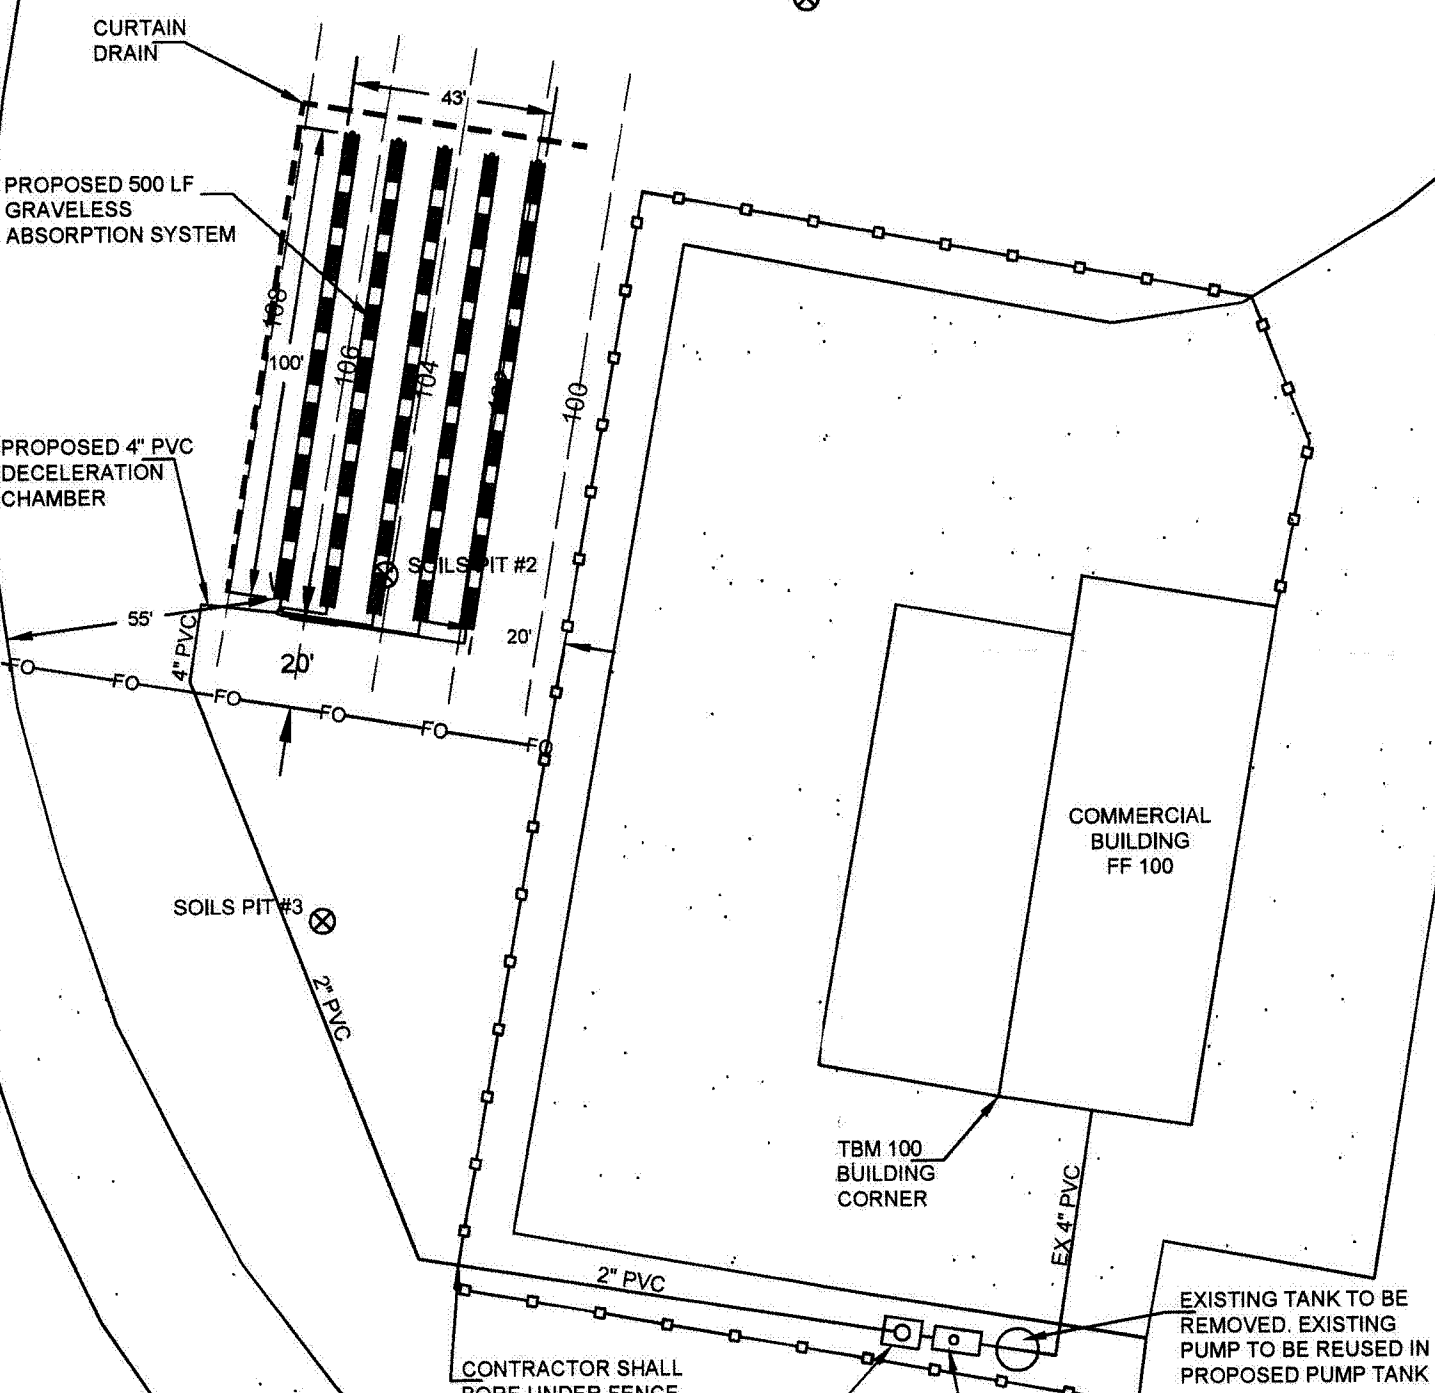 CURTAIN
DRAIN
43'
PROPOSED 500 LF
GRAVELESS
ABSORPTION SYSTEM
108
100'
106
104
100
PROPOSED 4" PVC
DECELERATION
CHAMBER
SOILS PIT #2
55'
4" PVC
20'
20'
FO
FO
FO
FO
FO
FO
COMMERCIAL
BUILDING
FF 100
SOILS PIT #3
2" PVC
TBM 100
BUILDING
CORNER
EX 4" PVC
2" PVC
EXISTING TANK TO BE
REMOVED. EXISTING
PUMP TO BE REUSED IN
PROPOSED PUMP TANK
CONTRACTOR SHALL
BORE UNDER FENCE